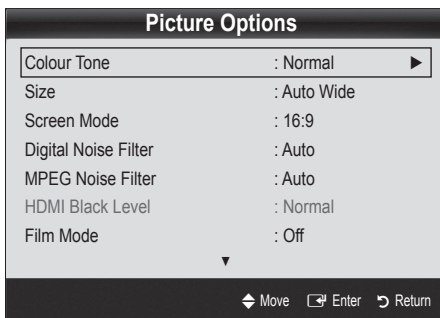 Picture Options
Colour Tone : Normal ►
Size : Auto Wide
Screen Mode : 16:9
Digital Noise Filter : Auto
MPEG Noise Filter : Auto
HDMI Black Level : Normal
Film Mode : Off
▼
Move Enter Return